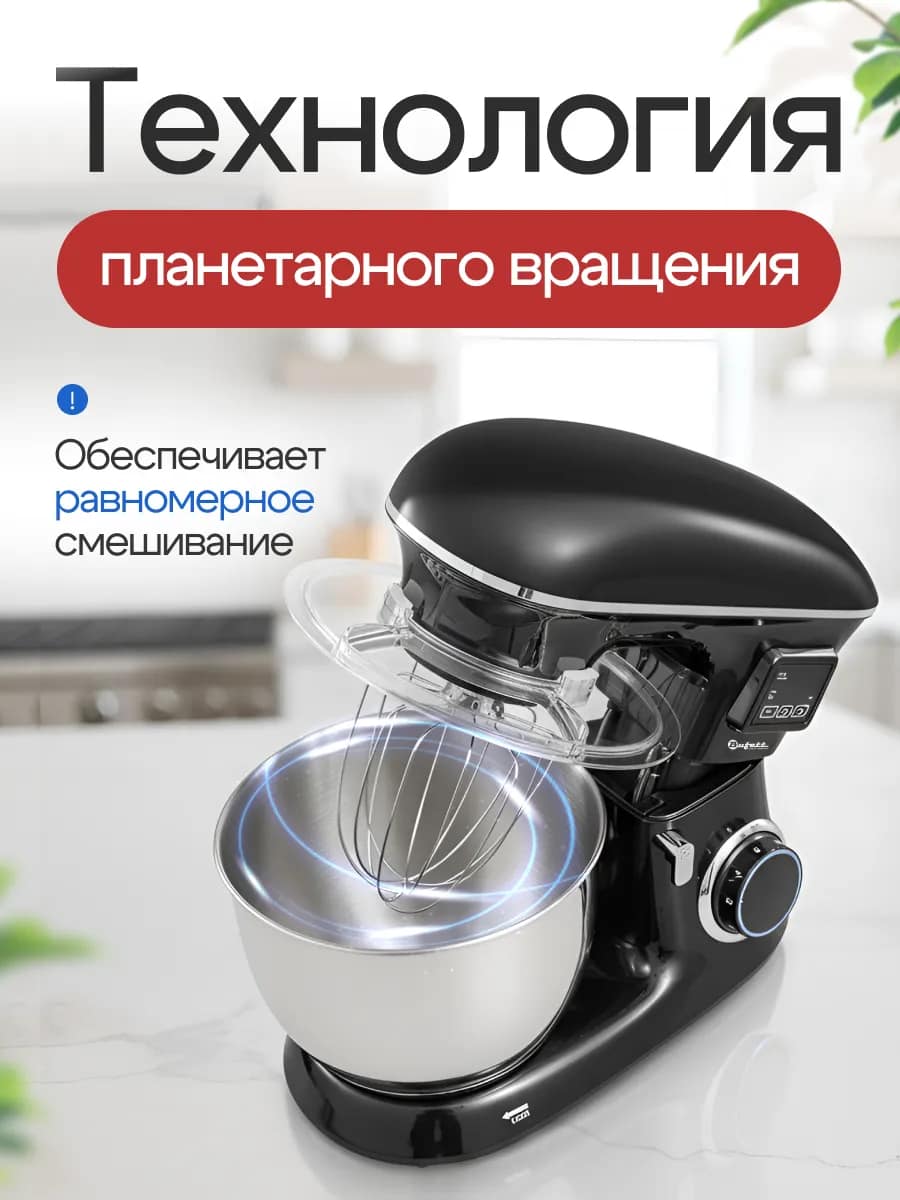 Технология
планетарного вращения
!
Обеспечивает
равномерное
смешивание